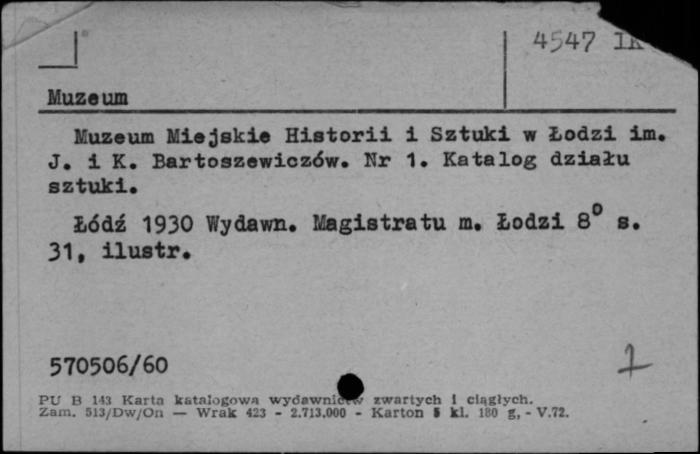 4547
Muzeum
Muzeum Miejskie Historii i Sztuki w Łodzi im.
J. i K. Bartoszewiczów. Nr 1. Katalog działu
sztuki.
Łódź 1930 Wydawn. Magistratu m. Łodzi 8° s.
31, ilustr.
570506/60
1
PU B 143 Karta katalogowa wydawnictw zwartych i ciągłych.
Zam. 513/Dw/On — Wrak 423 - 2.713.000 - Karton kl. 180 g, - V.72.